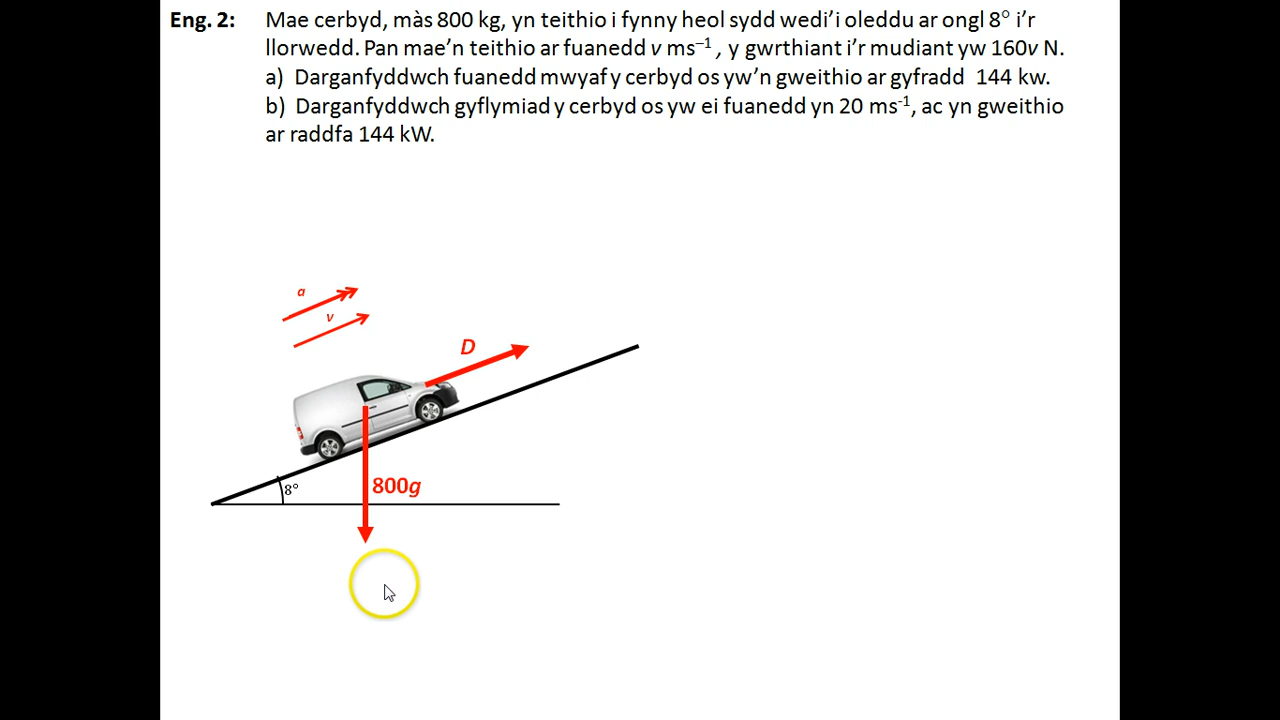 Eng. 2: Mae cerbyd, màs 800 kg, yn teithio i fynny heol sydd wedi’i oleddu ar ongl 8° i’r
llorwedd. Pan mae’n teithio ar fuanedd v ms⁻¹ , y gwrthiant i’r mudiant yw 160v N.
a) Darganfyddwch fuanedd mwyaf y cerbyd os yw’n gweithio ar gyfradd 144 kw.
b) Darganfyddwch gyflymiad y cerbyd os yw ei fuanedd yn 20 ms⁻¹, ac yn gweithio
ar raddfa 144 kW.
a
v
D
8°
800g